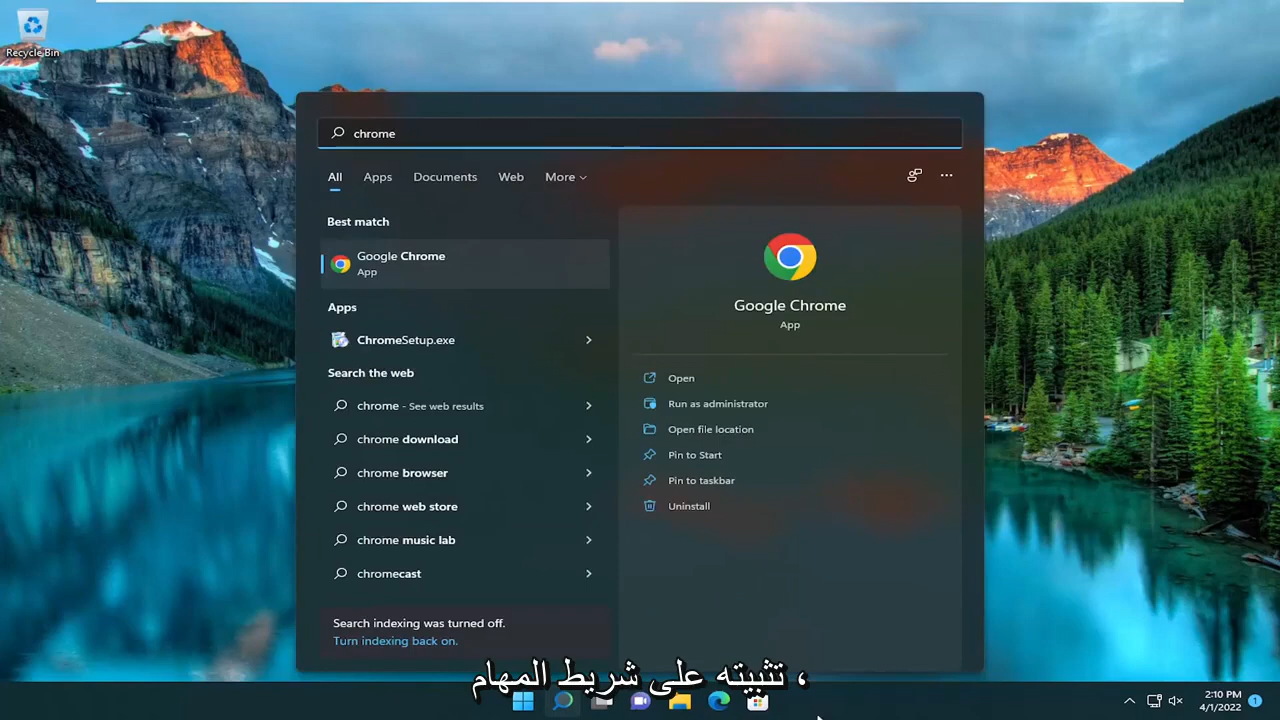 Recycle Bin
chrome
All
Apps
Documents
Web
More
Best match
Google Chrome
App
Apps
ChromeSetup.exe
Search the web
chrome - See web results
chrome download
chrome browser
chrome web store
chrome music lab
chromecast
Search indexing was turned off.
Turn indexing back on.
Google Chrome
App
Open
Run as administrator
Open file location
Pin to Start
Pin to taskbar
Uninstall
، تثبيته على شريط المهام
2:10 PM
4/1/2022
1